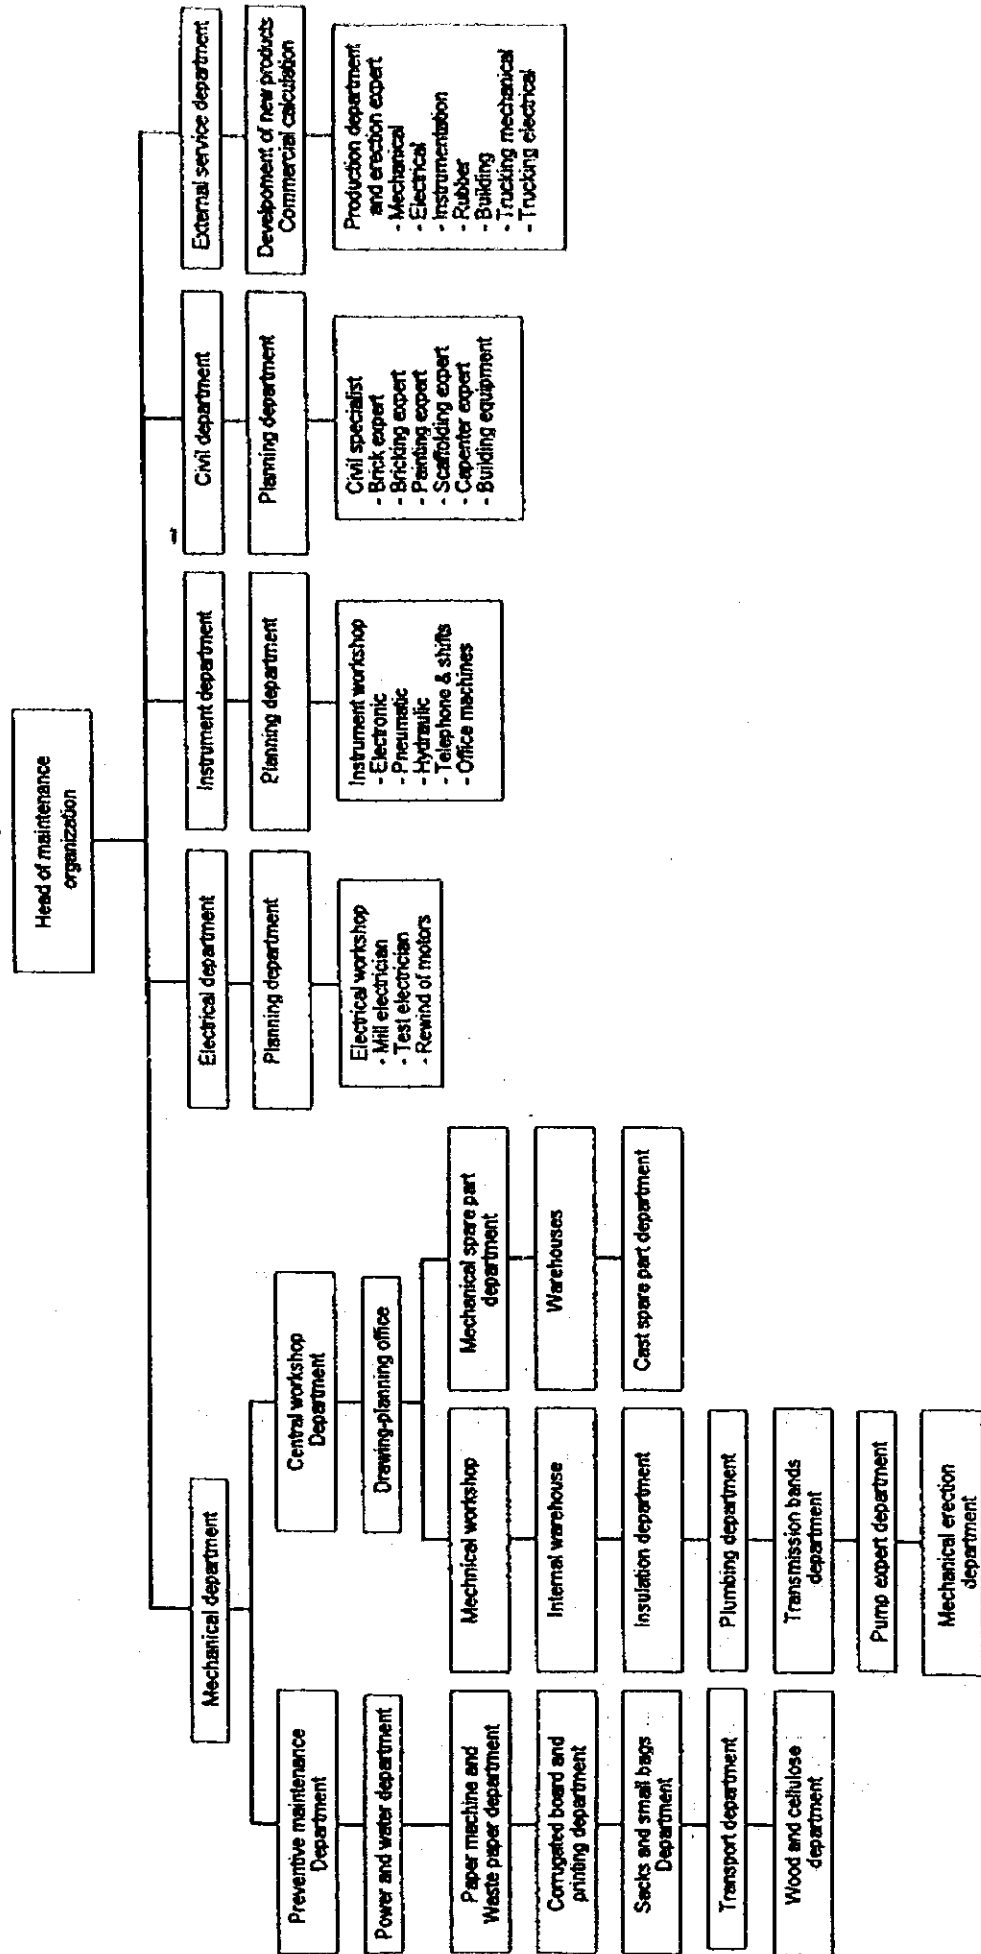 Head of maintenance
organization
Mechanical department
Electrical department
Instrument department
Civil department
External service department
Preventive maintenance
Department
Central workshop
Department
Planning department
Planning department
Planning department
Develpoment of new products
Commercial calculation
Power and water department
Drawing-planning office
Electrical workshop
- Mill electrician
- Test electrician
- Rewind of motors
Instrument workshop
- Electronic
- Pneumatic
- Hydraulic
- Telephone & shifts
- Office machines
Civil specialist
- Brick expert
- Bricking expert
- Painting expert
- Scaffolding expert
- Capenter expert
- Building equipment
Production department
and erection expert
- Mechanical
- Electrical
- Instrumentation
- Rubber
- Building
- Trucking mechanical
- Trucking electrical
Paper machine and
Waste paper department
Mechnical workshop
Mechanical spare part
department
Corrugated board and
printing department
Internal warehouse
Warehouses
Sacks and small bags
Department
Insulation department
Cast spare part department
Transport department
Plumbing department
Wood and cellulose
department
Transmission bands
department
Pump expert department
Mechanical erection
department